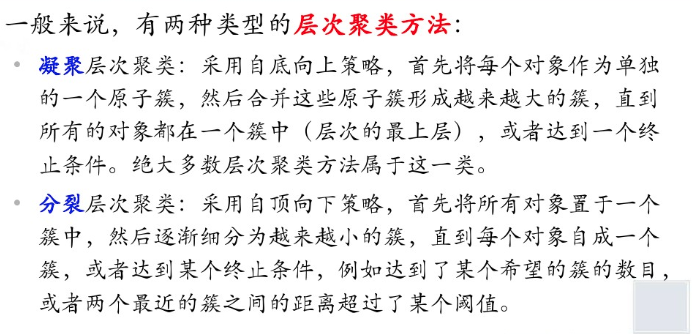 一般来说，有两种类型的层次聚类方法：
• 凝聚层次聚类：采用自底向上策略，首先将每个对象作为单独
的一个原子簇，然后合并这些原子簇形成越来越大的簇，直到
所有的对象都在一个簇中（层次的最上层），或者达到一个终
止条件。绝大多数层次聚类方法属于这一类。
• 分裂层次聚类：采用自顶向下策略，首先将所有对象置于一个
簇中，然后逐渐细分为越来越小的簇，直到每个对象自成一个
簇，或者达到某个终止条件，例如达到了某个希望的簇的数目，
或者两个最近的簇之间的距离超过了某个阈值。